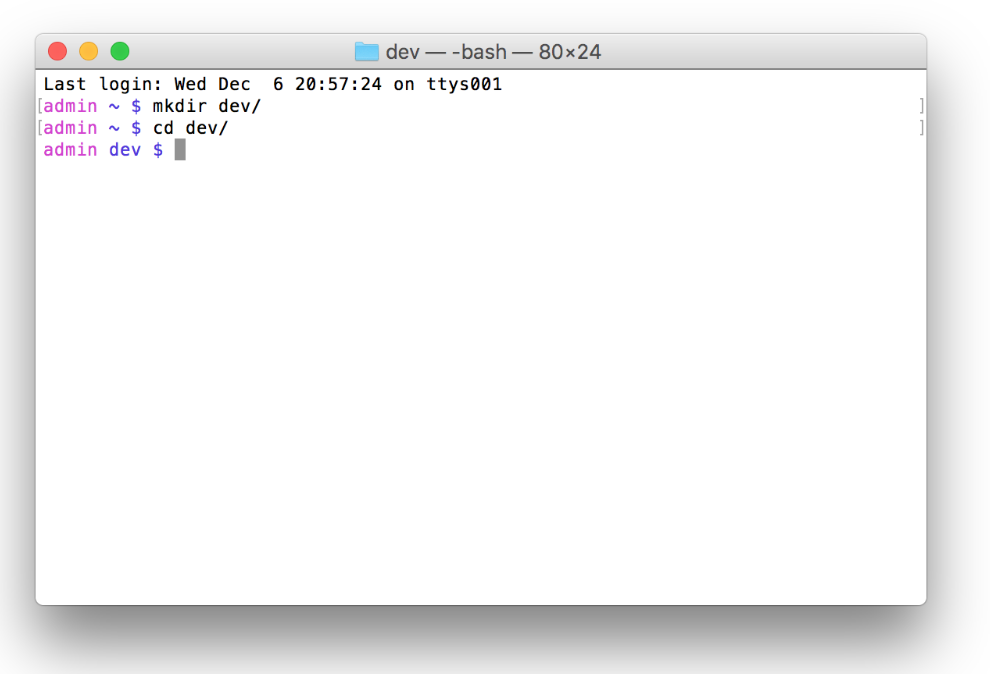 dev — -bash — 80×24
Last login: Wed Dec  6 20:57:24 on ttys001
[admin ~ $ mkdir dev/ ]
[admin ~ $ cd dev/ ]
admin dev $